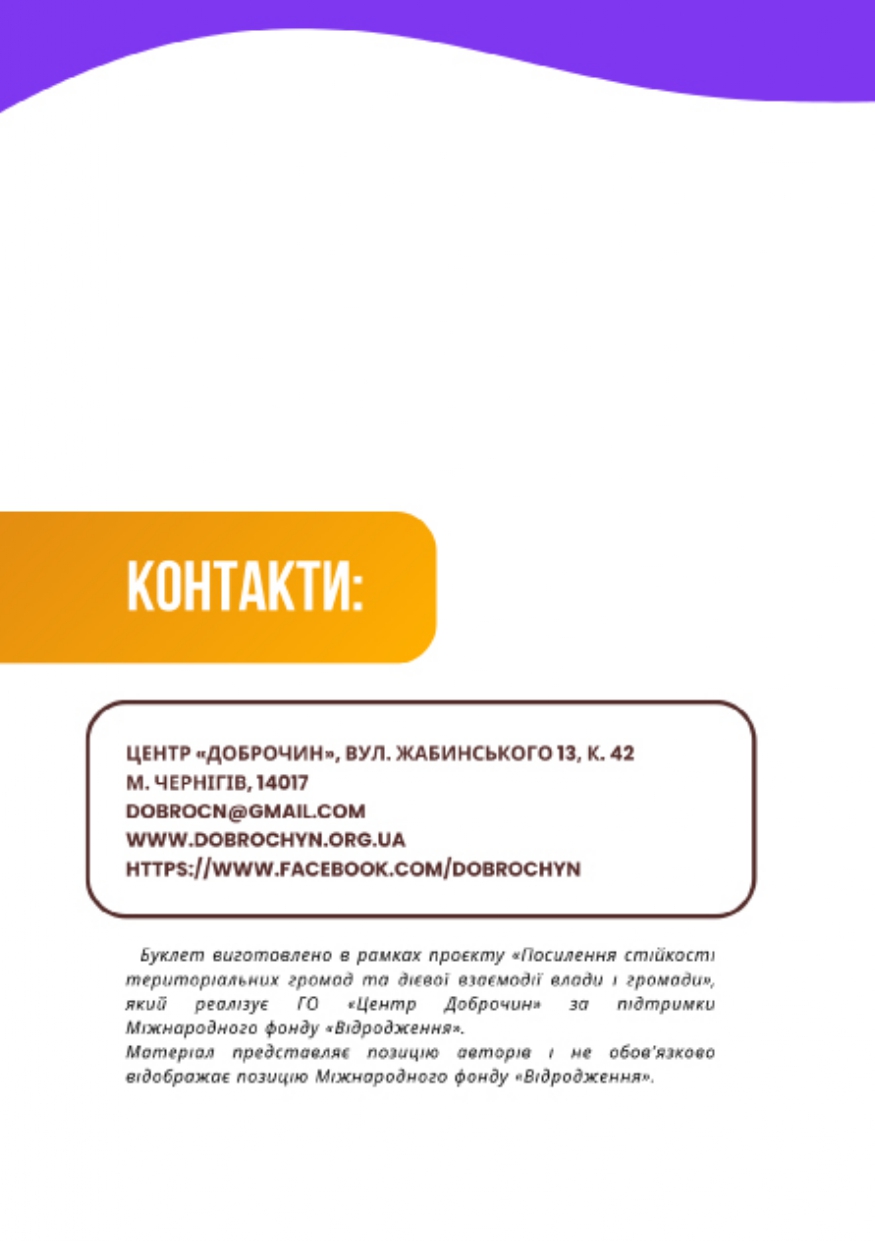 КОНТАКТИ:
ЦЕНТР «ДОБРОЧИН», ВУЛ. ЖАБИНСЬКОГО 13, К. 42
М. ЧЕРНІГІВ, 14017
DOBROCN@GMAIL.COM
WWW.DOBROCHYN.ORG.UA
HTTPS://WWW.FACEBOOK.COM/DOBROCHYN
Буклет виготовлено в рамках проєкту «Посилення стійкості
територіальних громад та дієвої взаємодії влади і громади»,
який реалізує ГО «Центр Доброчин» за підтримки
Міжнародного фонду «Відродження».
Матеріал представляє позицію авторів і не обов'язково
відображає позицію Міжнародного фонду «Відродження».